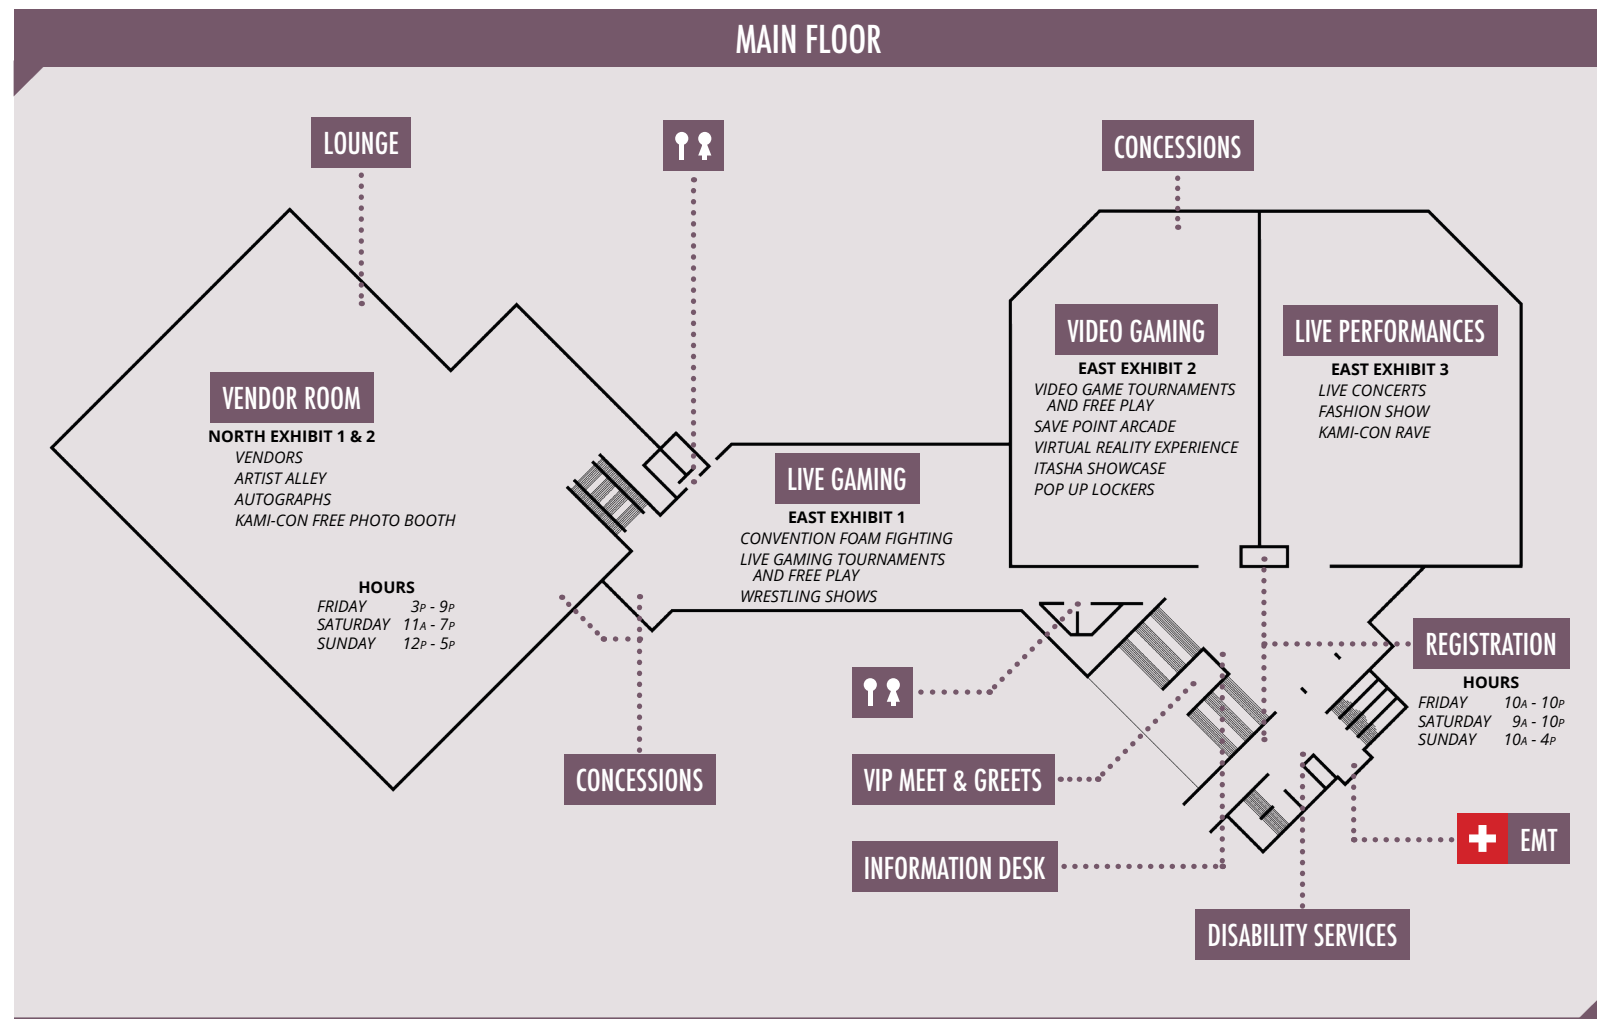 MAIN FLOOR
LOUNGE
CONCESSIONS
VENDOR ROOM
NORTH EXHIBIT 1 & 2
VENDORS
ARTIST ALLEY
AUTOGRAPHS
KAMI-CON FREE PHOTO BOOTH
HOURS
FRIDAY 3P - 9P
SATURDAY 11A - 7P
SUNDAY 12P - 5P
LIVE GAMING
EAST EXHIBIT 1
CONVENTION FOAM FIGHTING
LIVE GAMING TOURNAMENTS
AND FREE PLAY
WRESTLING SHOWS
VIDEO GAMING
EAST EXHIBIT 2
VIDEO GAME TOURNAMENTS
AND FREE PLAY
SAVE POINT ARCADE
VIRTUAL REALITY EXPERIENCE
ITASHA SHOWCASE
POP UP LOCKERS
LIVE PERFORMANCES
EAST EXHIBIT 3
LIVE CONCERTS
FASHION SHOW
KAMI-CON RAVE
REGISTRATION
HOURS
FRIDAY 10A - 10P
SATURDAY 9A - 10P
SUNDAY 10A - 4P
CONCESSIONS
VIP MEET & GREETS
INFORMATION DESK
EMT
DISABILITY SERVICES